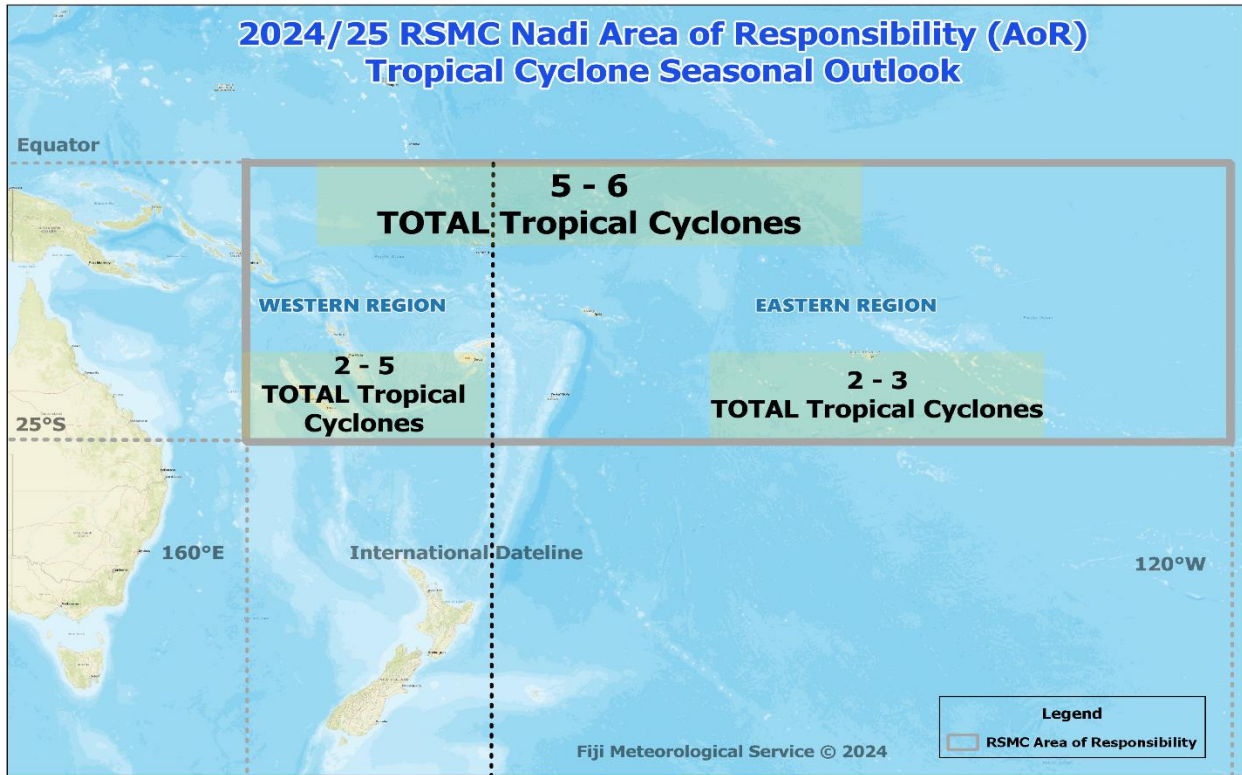 2024/25 RSMC Nadi Area of Responsibility (AoR)
Tropical Cyclone Seasonal Outlook
Equator
5 - 6
TOTAL Tropical Cyclones
WESTERN REGION
EASTERN REGION
2 - 5
TOTAL Tropical
Cyclones
2 - 3
TOTAL Tropical Cyclones
25°S
160°E
International Dateline
120°W
Legend
RSMC Area of Responsibility
Fiji Meteorological Service © 2024